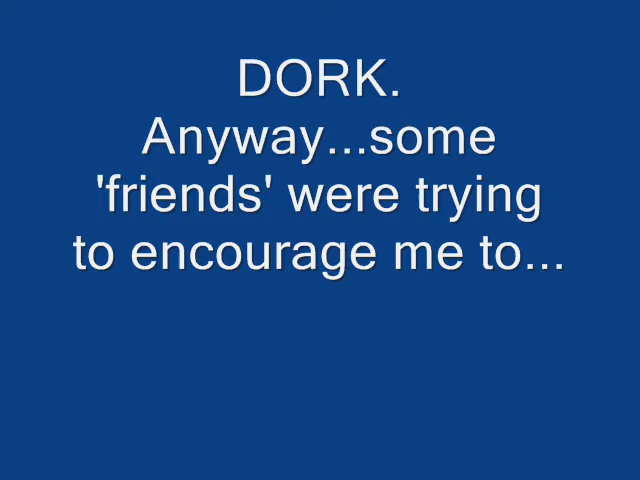 DORK.
Anyway...some
'friends' were trying
to encourage me to...